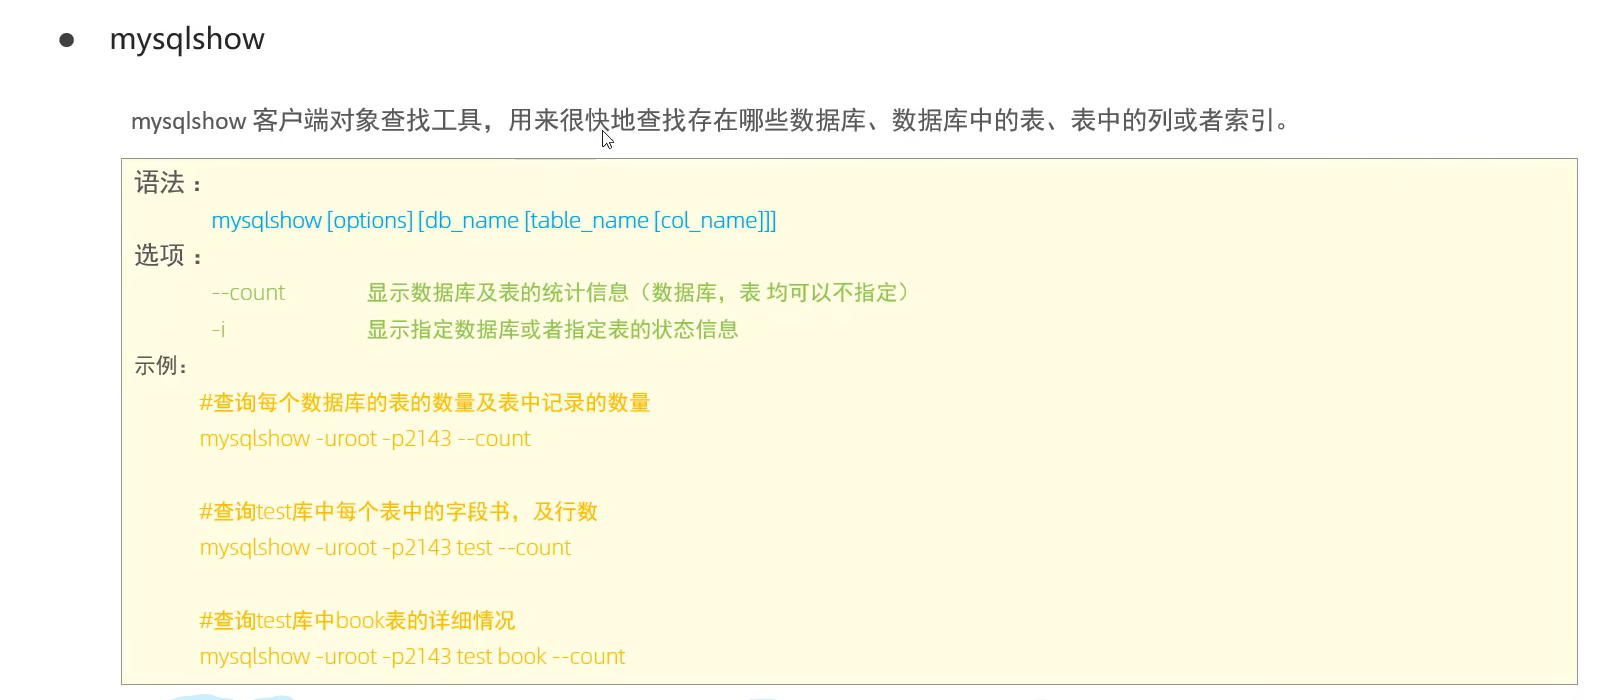 ● mysqlshow
mysqlshow 客户端对象查找工具，用来很快地查找存在哪些数据库、数据库中的表、表中的列或者索引。
语法：
mysqlshow [options] [db_name [table_name [col_name]]]
选项：
--count 显示数据库及表的统计信息（数据库，表 均可以不指定）
-i 显示指定数据库或者指定表的状态信息
示例：
#查询每个数据库的表的数量及表中记录的数量
mysqlshow -uroot -p2143 --count
#查询test库中每个表中的字段书，及行数
mysqlshow -uroot -p2143 test --count
#查询test库中book表的详细情况
mysqlshow -uroot -p2143 test book --count